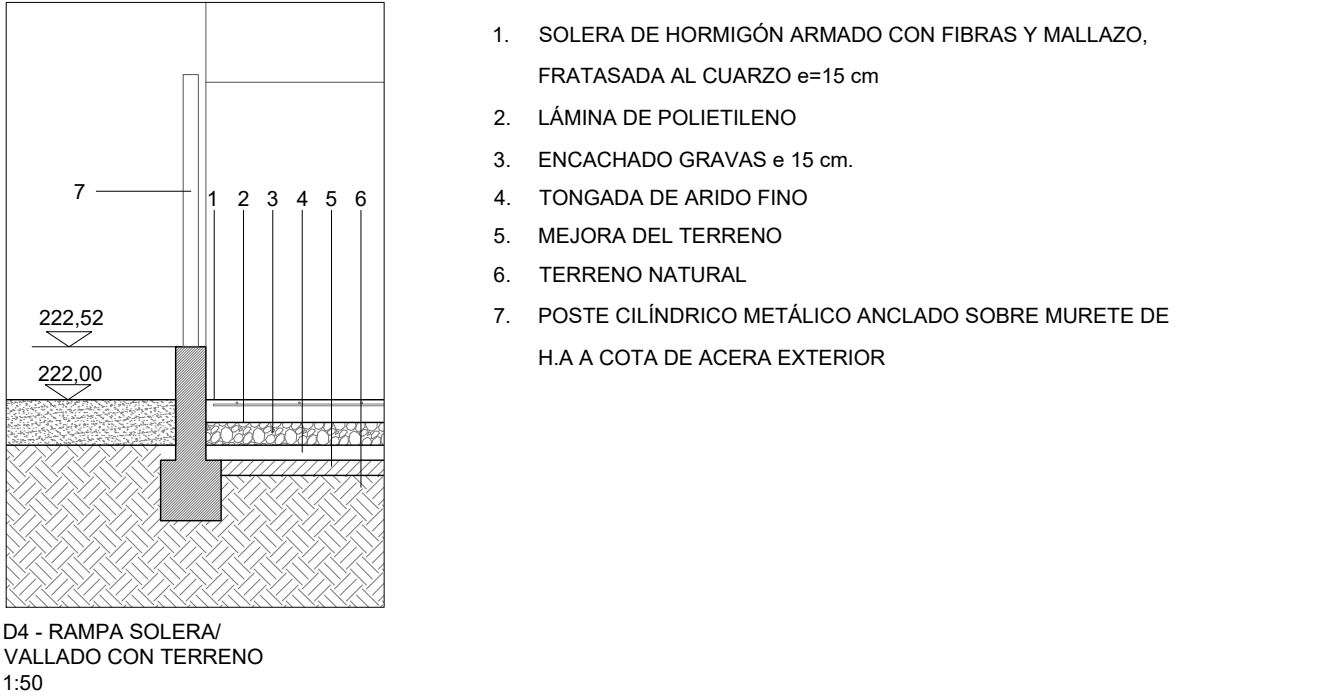 7
1 2 3 4 5 6
222,52
222,00
D4 - RAMPA SOLERA/
VALLADO CON TERRENO
1:50
1. SOLERA DE HORMIGÓN ARMADO CON FIBRAS Y MALLAZO,
FRATASADA AL CUARZO e=15 cm
2. LÁMINA DE POLIETILENO
3. ENCACHADO GRAVAS e 15 cm.
4. TONGADA DE ARIDO FINO
5. MEJORA DEL TERRENO
6. TERRENO NATURAL
7. POSTE CILÍNDRICO METÁLICO ANCLADO SOBRE MURETE DE
H.A A COTA DE ACERA EXTERIOR